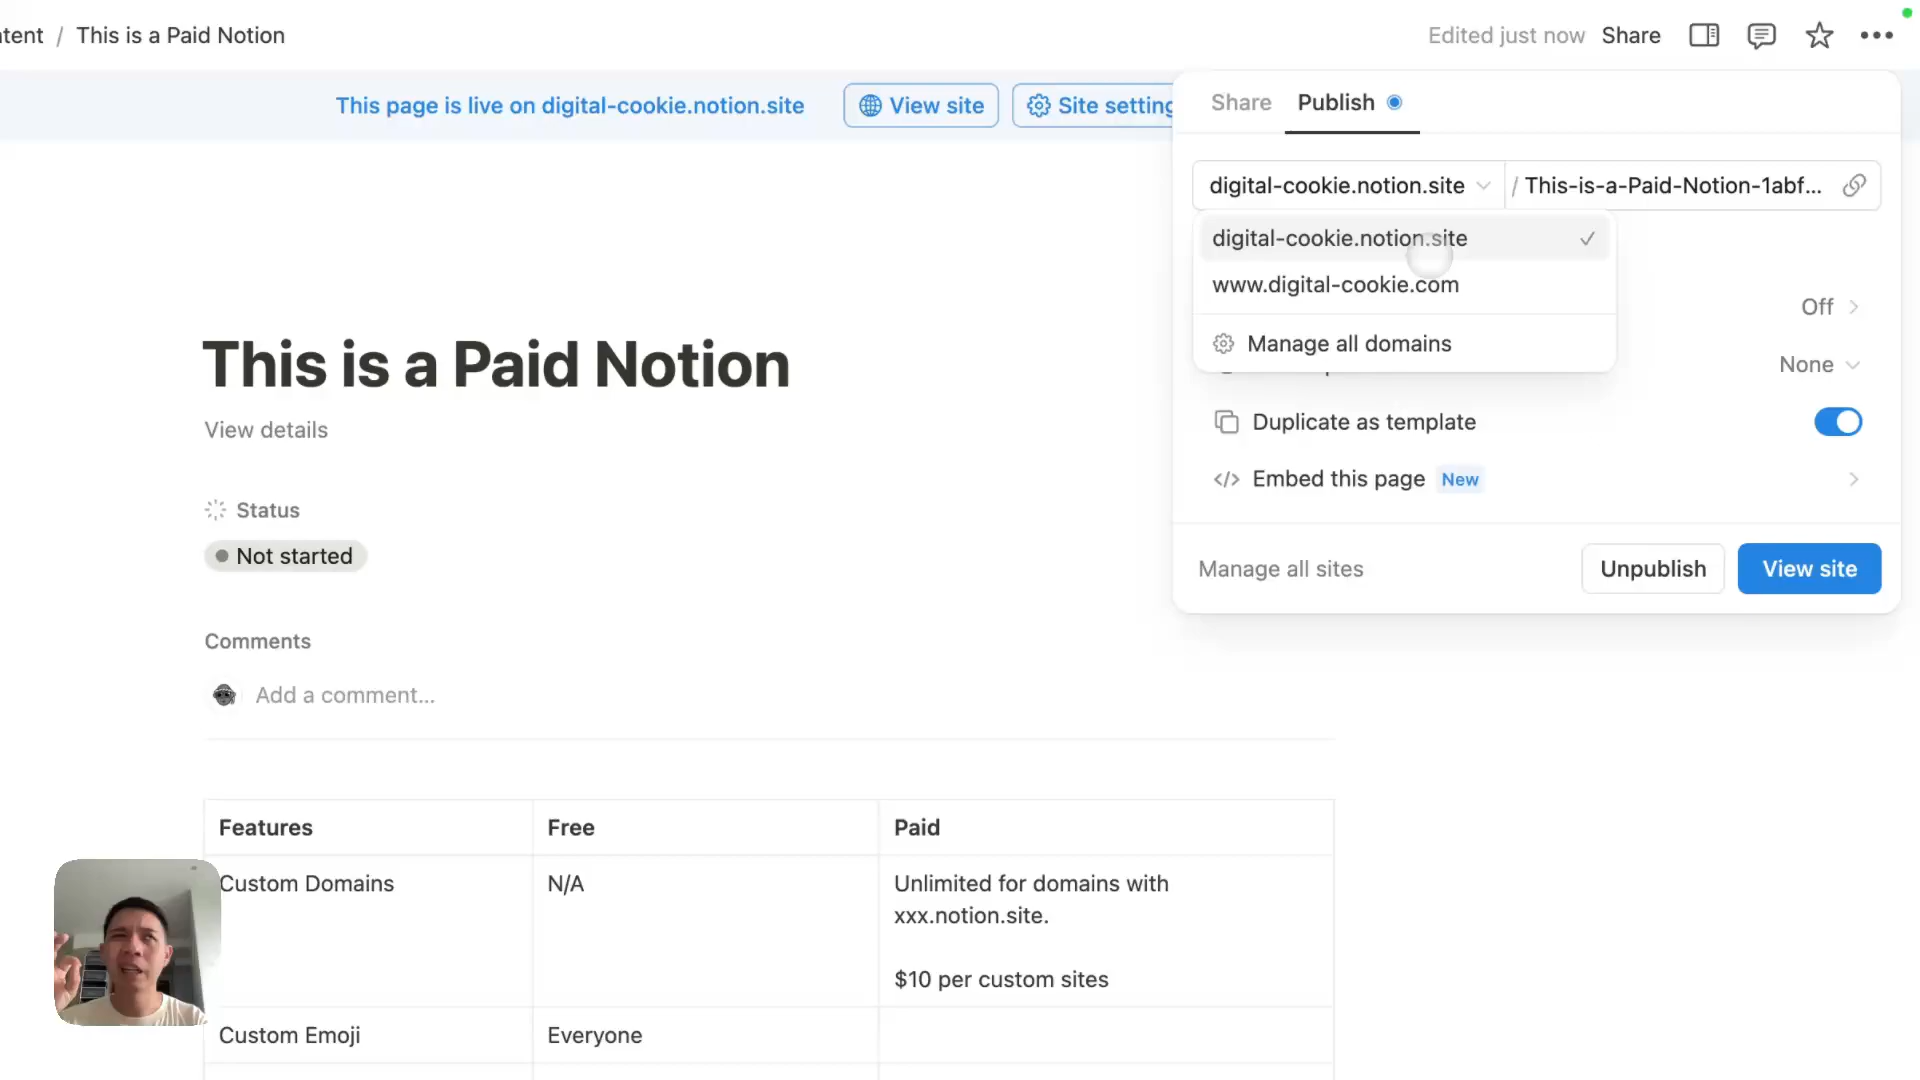 ntent / This is a Paid Notion
Edited just now Share
This page is live on digital-cookie.notion.site
View site
Site setting
Share Publish
digital-cookie.notion.site / This-is-a-Paid-Notion-1abf...
digital-cookie.notion.site
www.digital-cookie.com
Manage all domains
Off
None
Duplicate as template
Embed this page New
Manage all sites
Unpublish
View site
This is a Paid Notion
View details
Status
Not started
Comments
Add a comment...
Features Free Paid
Custom Domains N/A Unlimited for domains with
xxx.notion.site.
$10 per custom sites
Custom Emoji Everyone